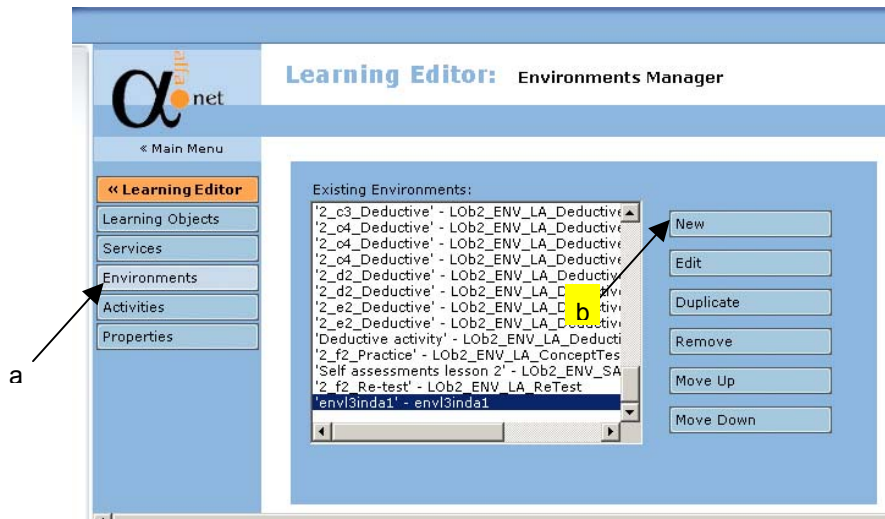 α
alfa
net
Learning Editor: Environments Manager
« Main Menu
« Learning Editor
Learning Objects
Services
Environments
Activities
Properties
Existing Environments:
'2_c3_Deductive' - LOb2_ENV_LA_Deductive
'2_c4_Deductive' - LOb2_ENV_LA_Deductive
'2_c4_Deductive' - LOb2_ENV_LA_Deductive
'2_c4_Deductive' - LOb2_ENV_LA_Deductive
'2_d2_Deductive' - LOb2_ENV_LA_Deductive
'2_d2_Deductive' - LOb2_ENV_LA_D
'2_e2_Deductive' - LOb2_ENV_LA_D
'2_e2_Deductive' - LOb2_ENV_LA_Deductiv
'Deductive activity' - LOb2_ENV_LA_Deducti
'2_f2_Practice' - LOb2_ENV_LA_ConceptTes
'Self assessments lesson 2' - LOb2_ENV_SA
'2_f2_Re-test' - LOb2_ENV_LA_ReTest
'envl3inda1' - envl3inda1
New
Edit
Duplicate
Remove
Move Up
Move Down
a
b